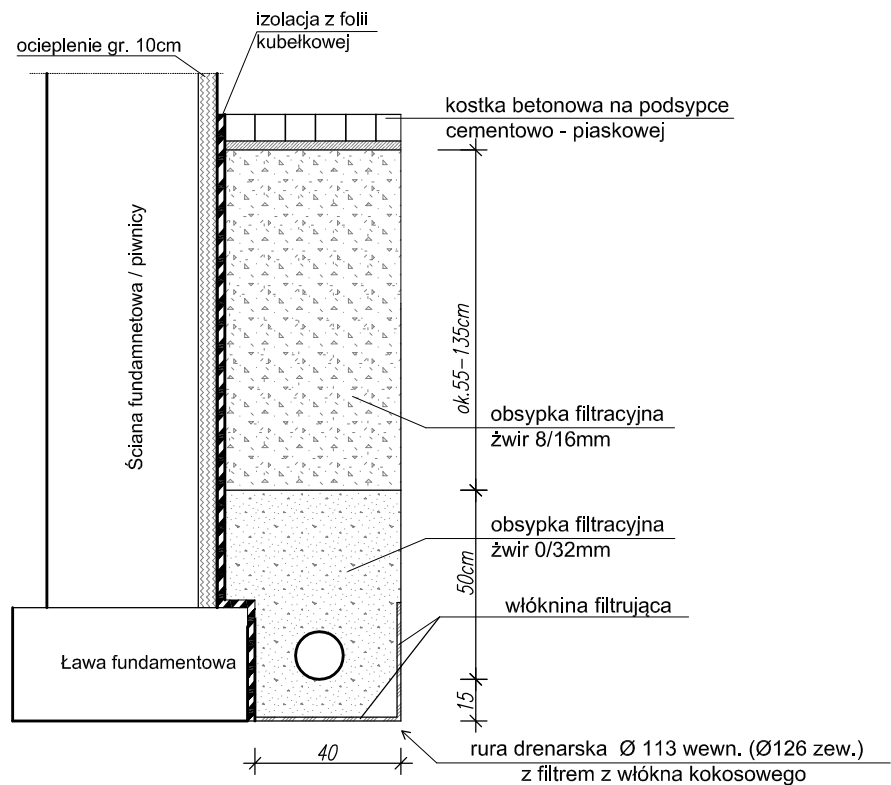 izolacja z folii
kubełkowej
ocieplenie gr. 10cm
kostka betonowa na podsypce
cementowo - piaskowej
Ściana fundamnetowa / piwnicy
ok.55-135cm
obsypka filtracyjna
żwir 8/16mm
obsypka filtracyjna
żwir 0/32mm
50cm
włóknina filtrująca
Ława fundamentowa
15
40
rura drenarska Ø 113 wewn. (Ø126 zew.)
z filtrem z włókna kokosowego